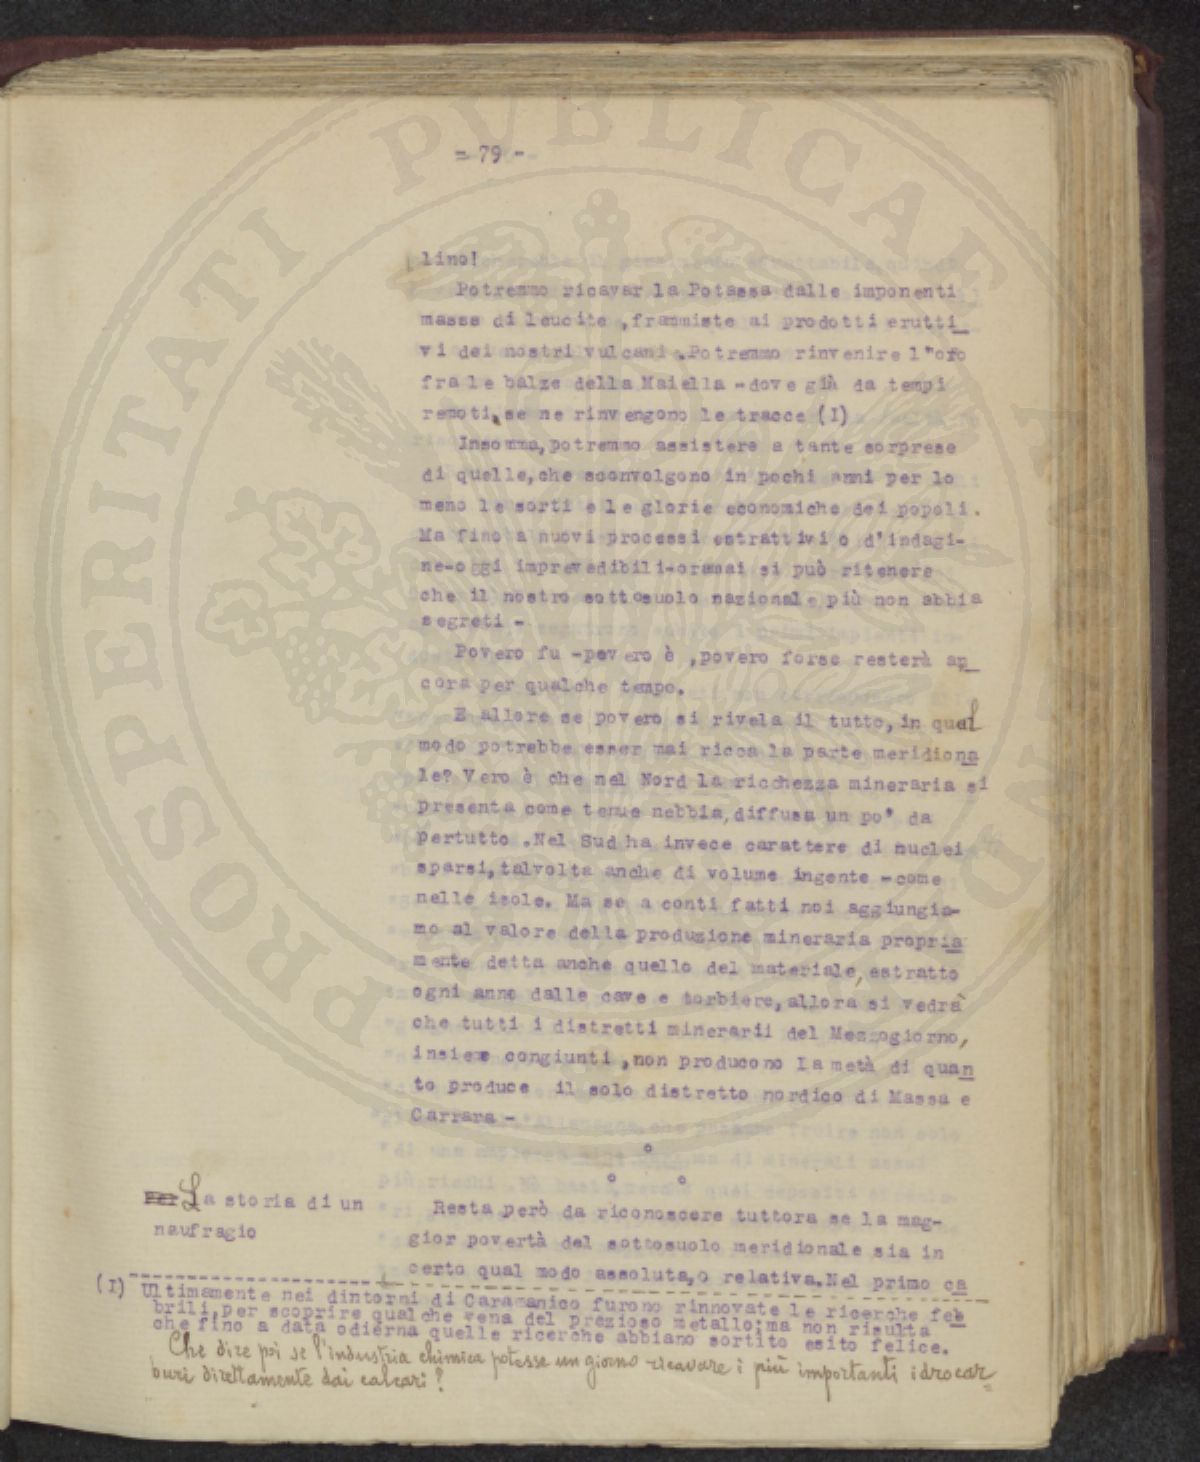 = 79 -
lino!
Potremmo ricavar la Potassa dalle imponenti
masse di leucite ,frammiste ai prodotti erutti_
vi dei nostri vulcani .Potremmo rinvenire l'oro
fra le balze della Maiella -dove già da tempi
remoti, se ne rinvengono le tracce (I)
Insomma,potremmo assistere a tante sorprese
di quelle,che sconvolgono in pochi anni per lo
meno le sorti e le glorie economiche dei popoli.
Ma fino a nuovi processi estrattivi o d'indagi-
ne-oggi imprevedibili-oramai si può ritenere
che il nostro sottosuolo nazionale più non abbia
segreti -
Povero fu -povero è ,povero forse resterà an_
cora per qualche tempo.
E allore se povero si rivela il tutto, in qual
modo potrebbe esser mai ricca la parte meridiona
le? Vero è che nel Nord la ricchezza mineraria si
presenta come tenue nebbia,diffusa un po' da
pertutto .Nel Sud ha invece carattere di nuclei
sparsi,talvolta anche di volume ingente -come
nelle isole. Ma se a conti fatti noi aggiungia-
mo al valore della produzione mineraria propria
mente detta anche quello del materiale, estratto
ogni anno dalle cave e torbiere,allora si vedrà
che tutti i distretti minerarii del Mezzogiorno,
insieme congiunti ,non producono la metà di quan
to produce il solo distretto nordico di Massa e
Carrara -
° ° °
Per La storia di un
naufragio
Resta però da riconoscere tuttora se la mag-
gior povertà del sottosuolo meridionale sia in
certo qual modo assoluta,o relativa.Nel primo ca
(I) Ultimamente nei dintorni di Caramanico furono rinnovate le ricerche feb
brili,per scoprire qualche vena del prezioso metallo;ma non risulta
che fino a data odierna quelle ricerche abbiano sortito esito felice.
Che dire poi se l'industria chimica potesse un giorno ricavare i più importanti idrocar=
buri direttamente dai calcari?
PROSPERITATI PUBLICAE